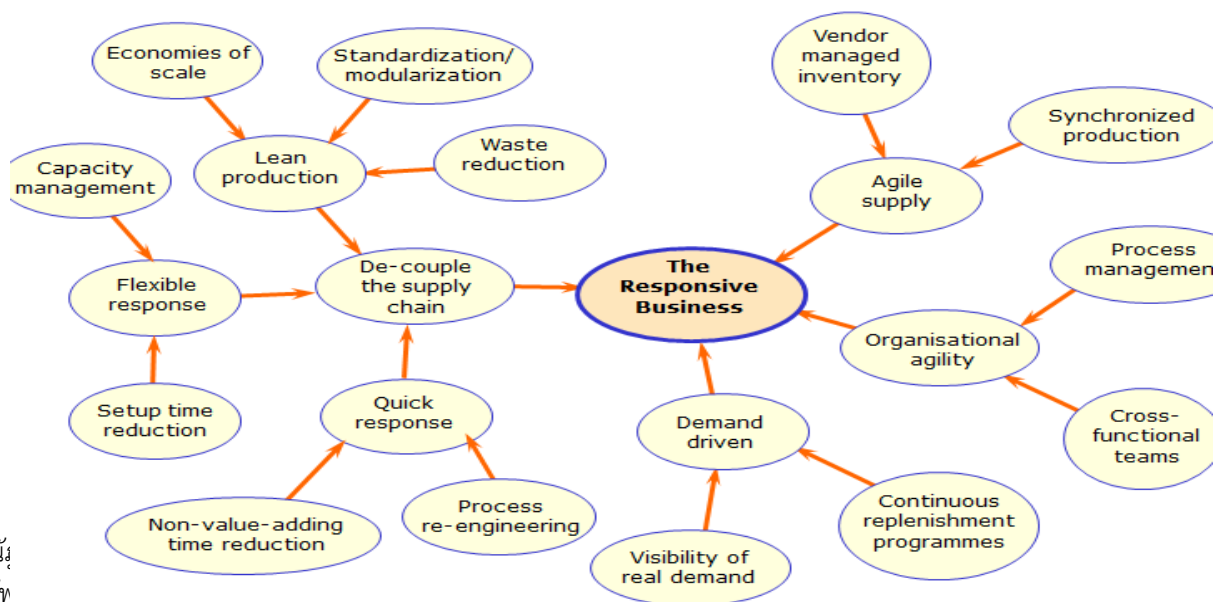 Economies of
scale
Standardization/
modularization
Vendor
managed
inventory
Synchronized
production
Capacity
management
Lean
production
Waste
reduction
Agile
supply
Flexible
response
De-couple
the supply
chain
The
Responsive
Business
Process
management
Organisational
agility
Setup time
reduction
Quick
response
Demand
driven
Cross-
functional
teams
Non-value-adding
time reduction
Process
re-engineering
Visibility of
real demand
Continuous
replenishment
programmes